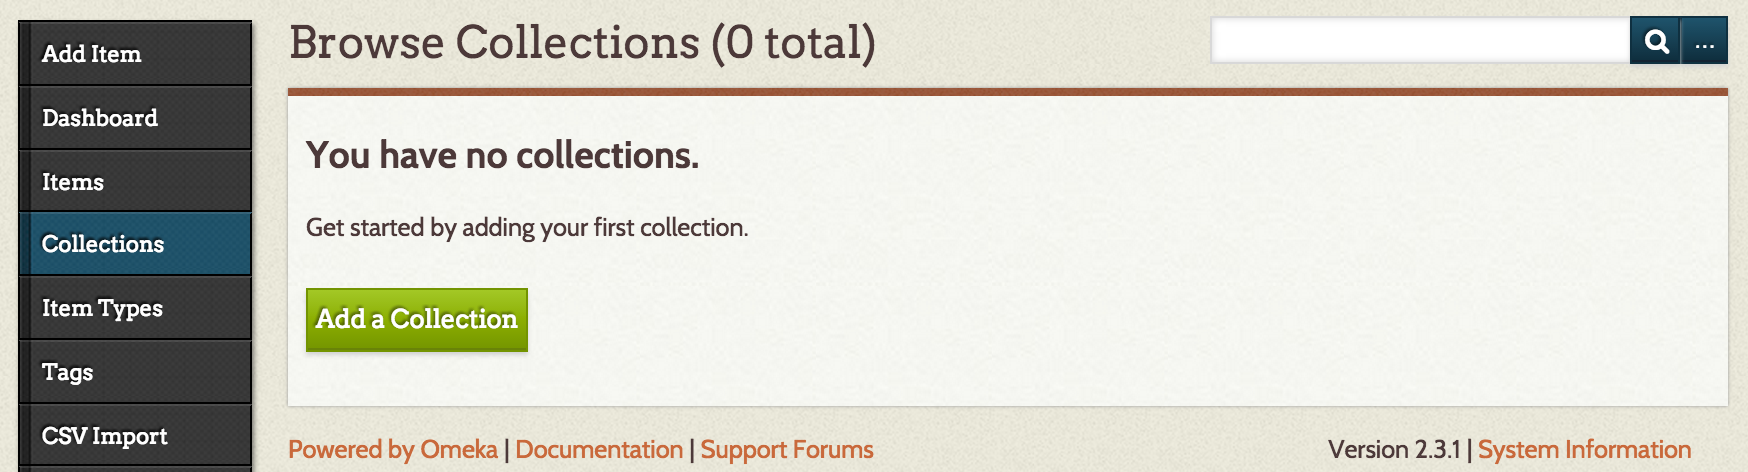 Add Item
Dashboard
Items
Collections
Item Types
Tags
CSV Import
Browse Collections (0 total)
...
You have no collections.
Get started by adding your first collection.
Add a Collection
Powered by Omeka | Documentation | Support Forums
Version 2.3.1 | System Information